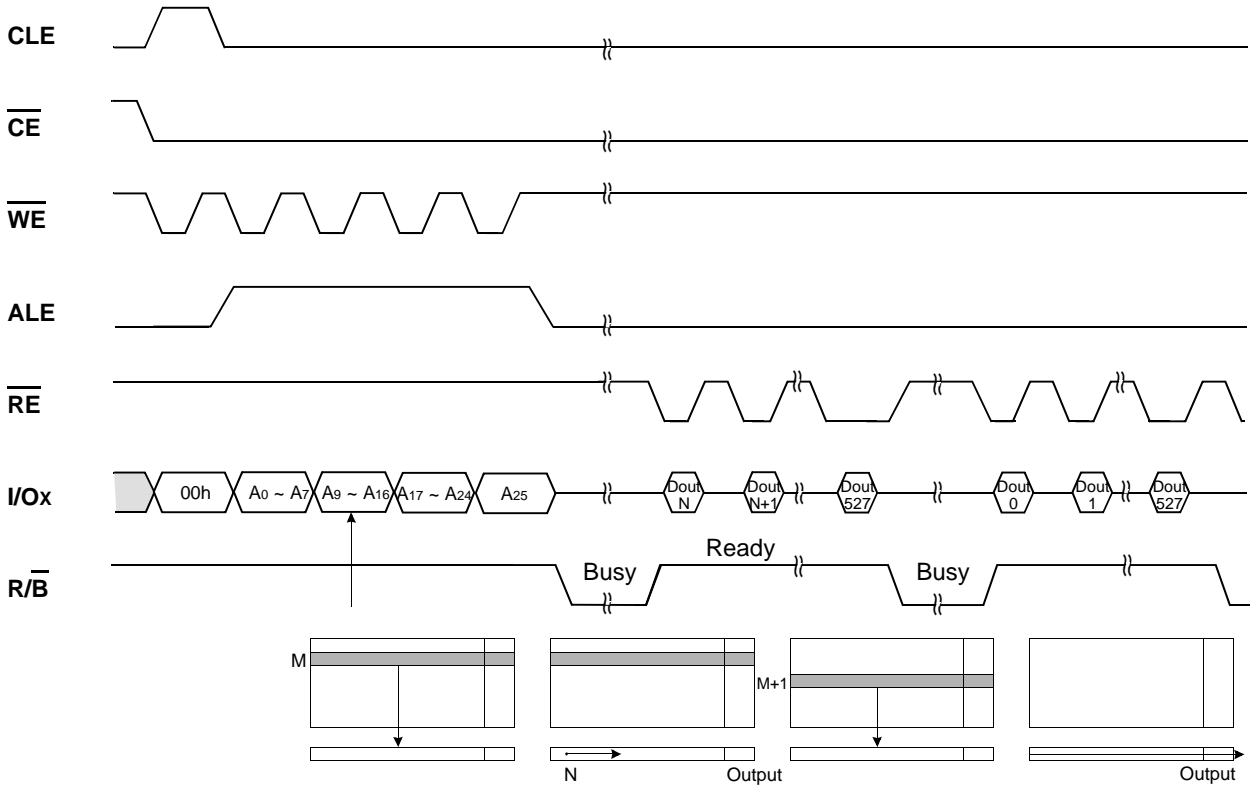 CLE
CE
WE
ALE
RE
I/Ox
00h
A0 ~ A7
A9 ~ A16
A17 ~ A24
A25
Dout
N
Dout
N+1
Dout
527
Dout
0
Dout
1
Dout
527
R/B
Busy
Ready
Busy
M
M+1
N
Output
Output